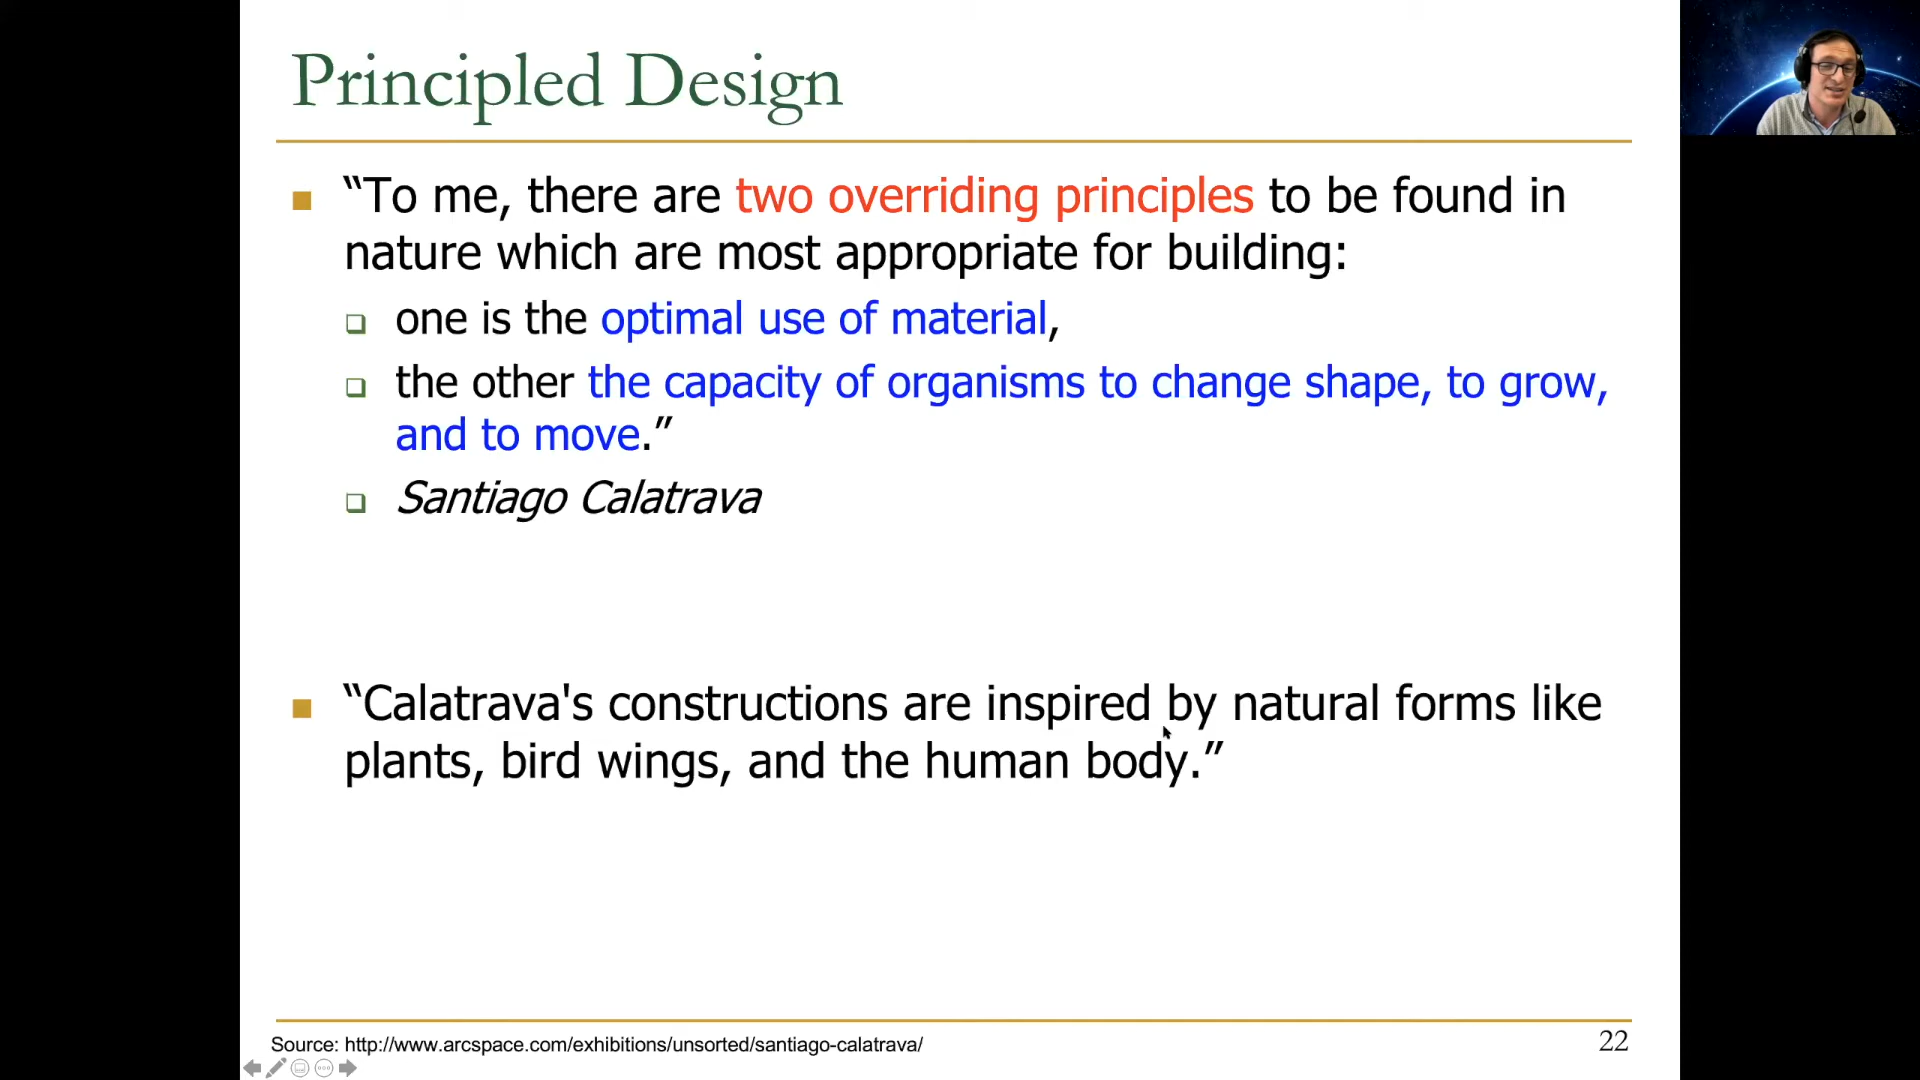 Principled Design
“To me, there are two overriding principles to be found in
nature which are most appropriate for building:
one is the optimal use of material,
the other the capacity of organisms to change shape, to grow,
and to move.”
Santiago Calatrava
“Calatrava's constructions are inspired by natural forms like
plants, bird wings, and the human body.”
Source: http://www.arcspace.com/exhibitions/unsorted/santiago-calatrava/
22